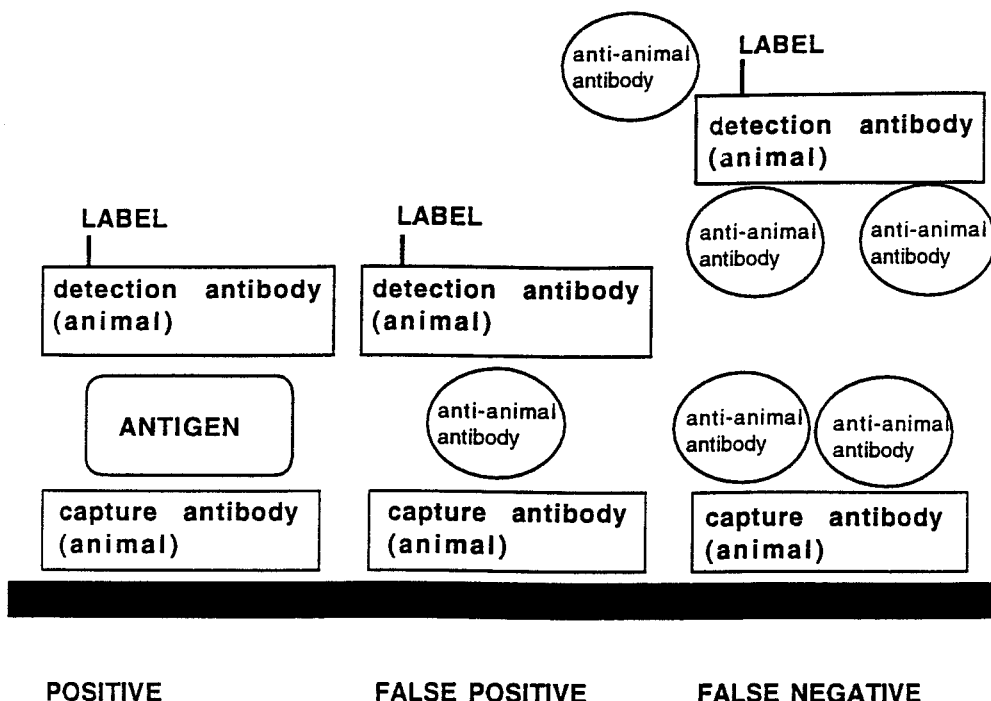 anti-animal
antibody
LABEL
detection antibody
(animal)
anti-animal
antibody
anti-animal
antibody
LABEL
detection antibody
(animal)
LABEL
detection antibody
(animal)
ANTIGEN
anti-animal
antibody
anti-animal
antibody
anti-animal
antibody
capture antibody
(animal)
capture antibody
(animal)
capture antibody
(animal)
POSITIVE
FALSE POSITIVE
FALSE NEGATIVE